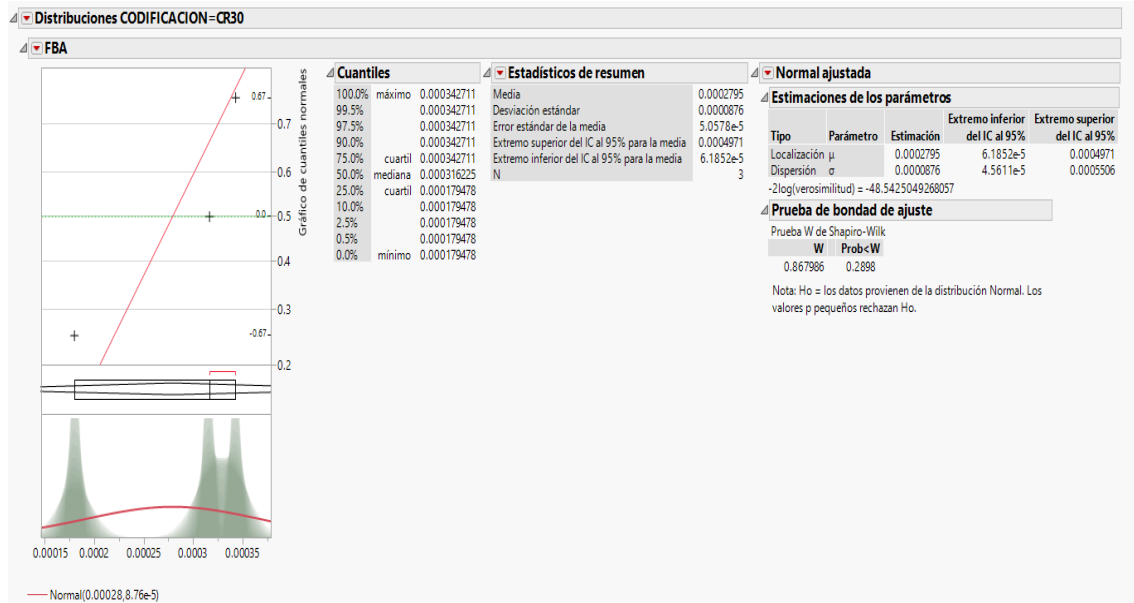 Distribuciones CODIFICACION=CR30
FBA
0.67
0.0
-0.67
0.7
0.6
0.5
0.4
0.3
0.2
Gráfico de cuantiles normales
0.00015 0.0002 0.00025 0.0003 0.00035
Normal(0.00028,8.76e-5)
Cuantiles
100.0% máximo 0.000342711
99.5% 0.000342711
97.5% 0.000342711
90.0% 0.000342711
75.0% cuartil 0.000342711
50.0% mediana 0.000316225
25.0% cuartil 0.000179478
10.0% 0.000179478
2.5% 0.000179478
0.5% 0.000179478
0.0% mínimo 0.000179478
Estadísticos de resumen
Media 0.0002795
Desviación estándar 0.0000876
Error estándar de la media 5.0578e-5
Extremo superior del IC al 95% para la media 0.0004971
Extremo inferior del IC al 95% para la media 6.1852e-5
N 3
Normal ajustada
Estimaciones de los parámetros
Extremo inferior Extremo superior
Tipo Parámetro Estimación del IC al 95% del IC al 95%
Localización μ 0.0002795 6.1852e-5 0.0004971
Dispersión σ 0.0000876 4.5611e-5 0.0005506
-2log(verosimilitud) = -48.5425049268057
Prueba de bondad de ajuste
Prueba W de Shapiro-Wilk
W Prob<W
0.867986 0.2898
Nota: Ho = los datos provienen de la distribución Normal. Los
valores p pequeños rechazan Ho.